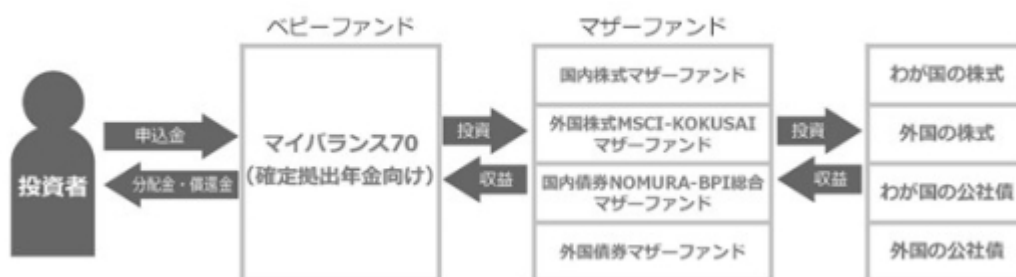 ベビーファンド
マザーファンド
投資者
申込金
分配金・償還金
マイバランス70
（確定拠出年金向け）
投資
収益
国内株式マザーファンド
外国株式MSCI-KOKUSAI
マザーファンド
国内債券NOMURA-BPI総合
マザーファンド
外国債券マザーファンド
投資
収益
わが国の株式
外国の株式
わが国の公社債
外国の公社債